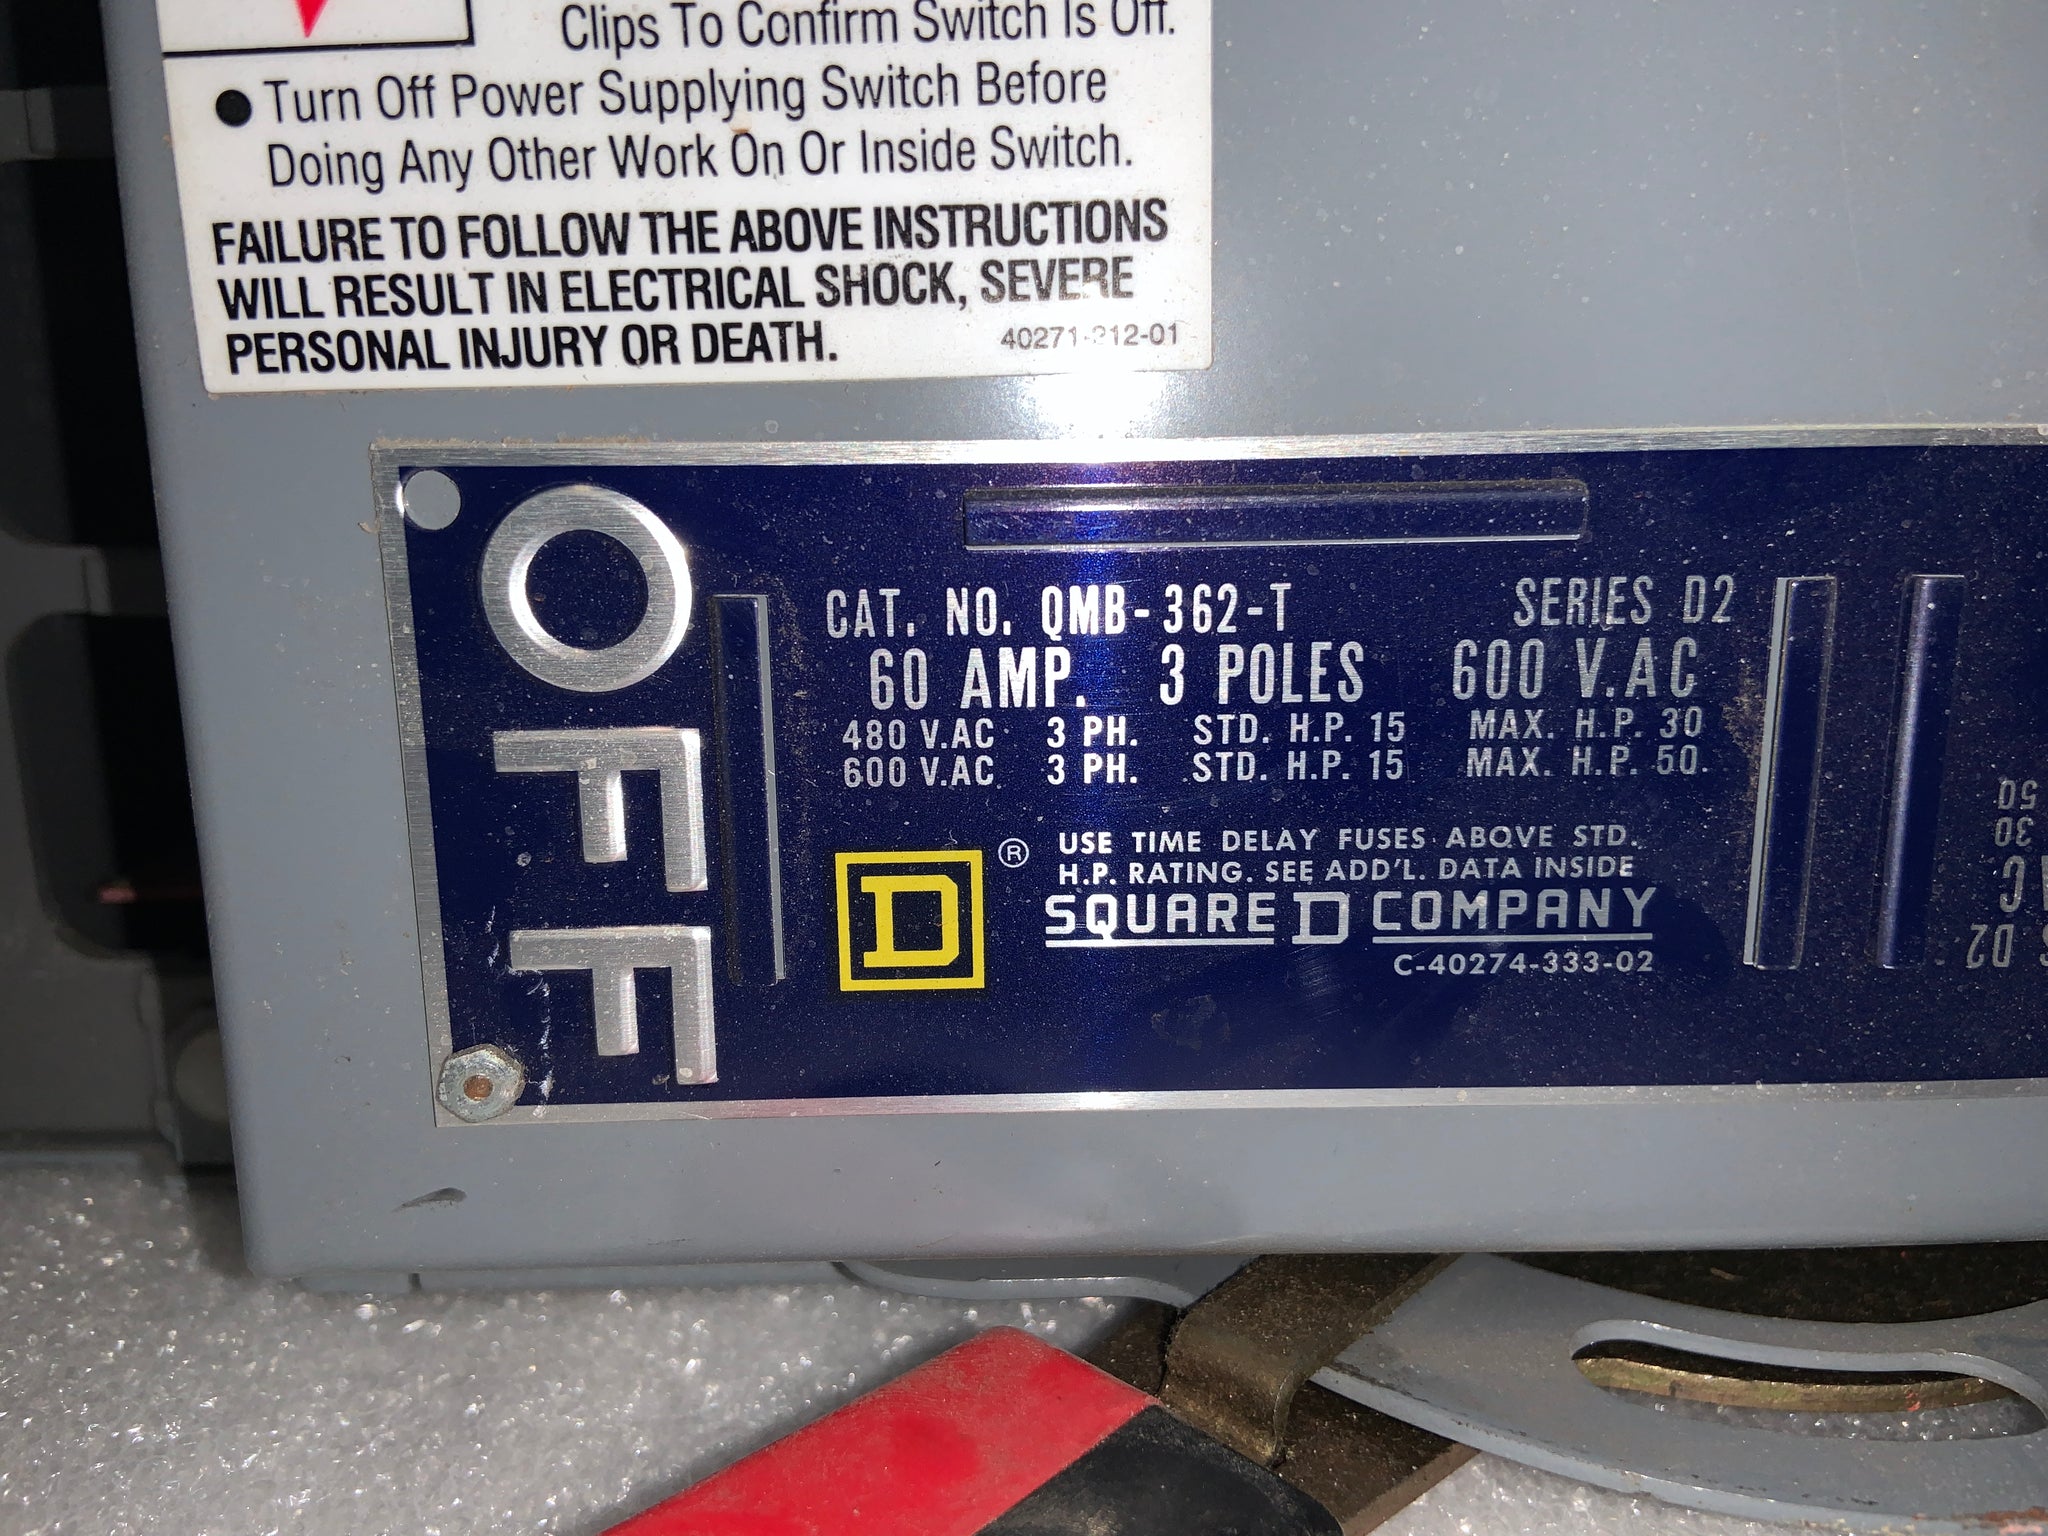 Clips To Confirm Switch Is Off.
● Turn Off Power Supplying Switch Before
Doing Any Other Work On Or Inside Switch.
FAILURE TO FOLLOW THE ABOVE INSTRUCTIONS
WILL RESULT IN ELECTRICAL SHOCK, SEVERE
PERSONAL INJURY OR DEATH.
OFF
CAT. NO. QMB-362-T SERIES D2
60 AMP. 3 POLES 600 V.AC
480 V.AC 3 PH. STD. H.P. 15 MAX. H.P. 30
600 V.AC 3 PH. STD. H.P. 15 MAX. H.P. 50.
D ®
USE TIME DELAY FUSES ABOVE STD.
H.P. RATING. SEE ADD'L. DATA INSIDE
SQUARE D COMPANY
C-40274-333-02
D2
30
50